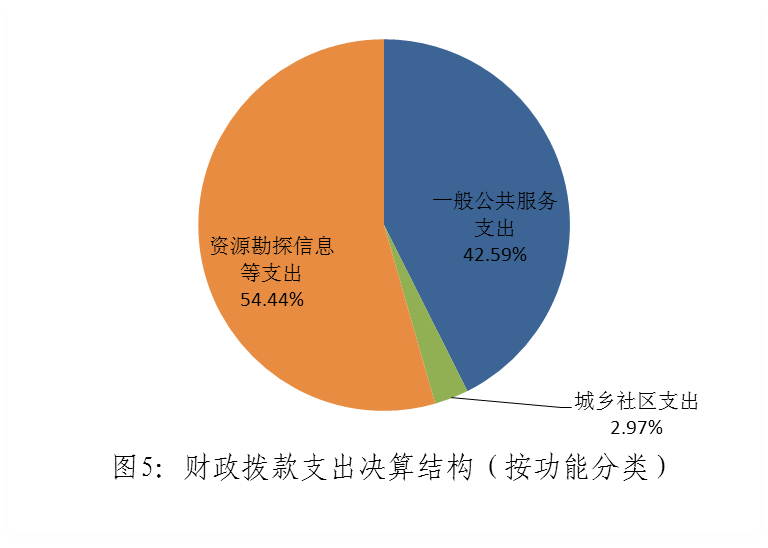 一般公共服务
支出
42.59%
资源勘探信息
等支出
54.44%
城乡社区支出
2.97%
图5：财政拨款支出决算结构（按功能分类）